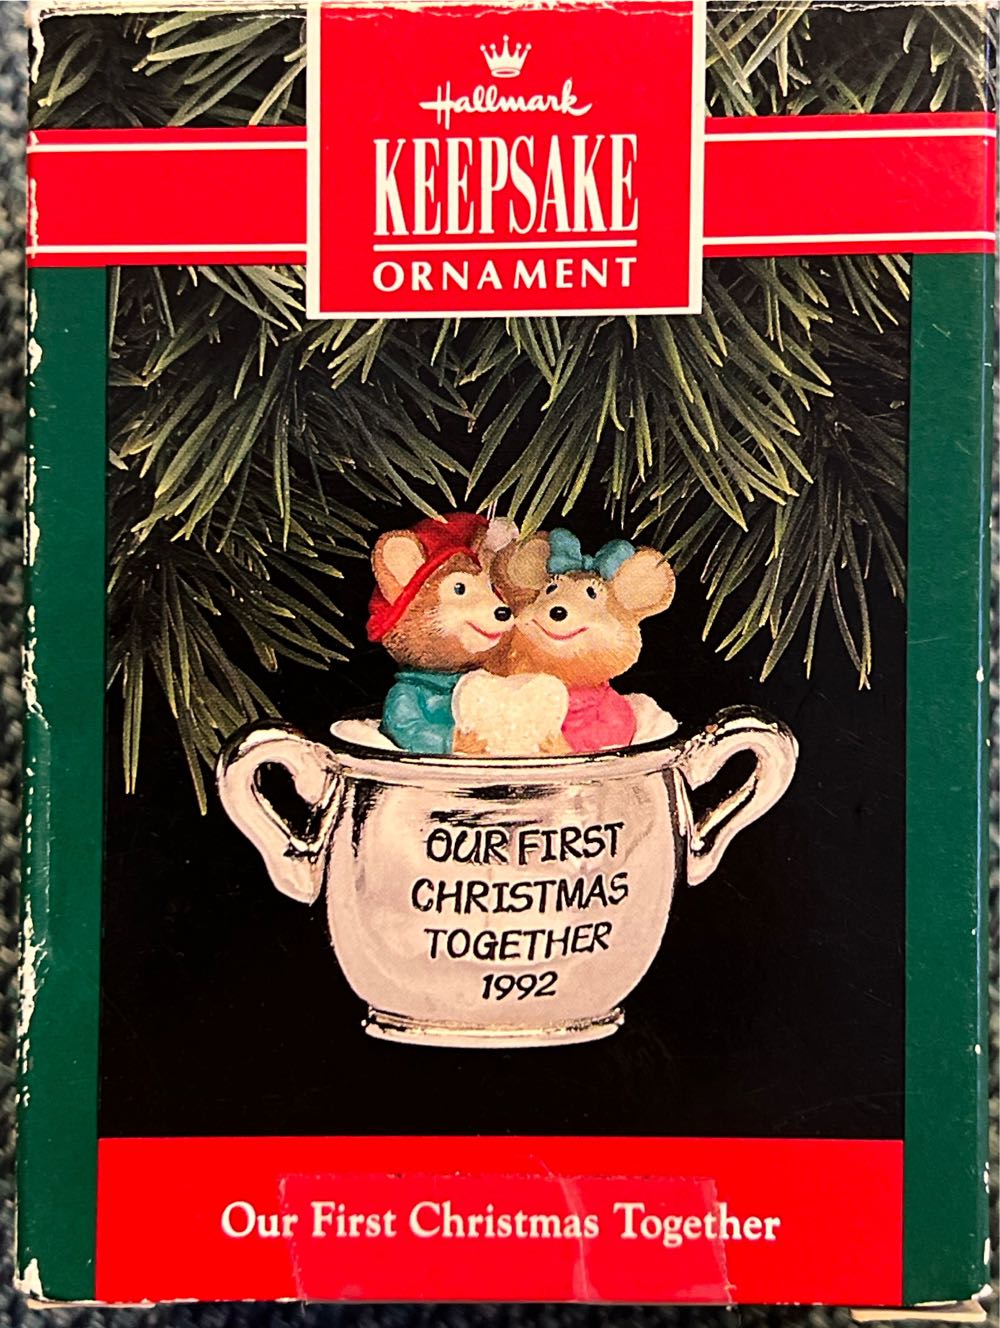 Hallmark
KEEPSAKE
ORNAMENT
OUR FIRST
CHRISTMAS
TOGETHER
1992
Our First Christmas Together